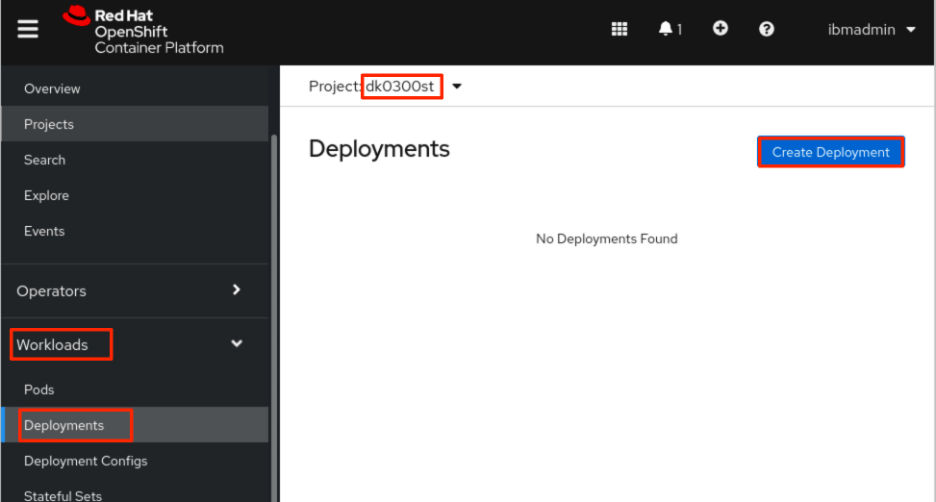 Red Hat
OpenShift
Container Platform
1
ibmadmin
Overview
Projects
Search
Explore
Events
Operators
Workloads
Pods
Deployments
Deployment Configs
Stateful Sets
Project: dk0300st
Deployments
Create Deployment
No Deployments Found